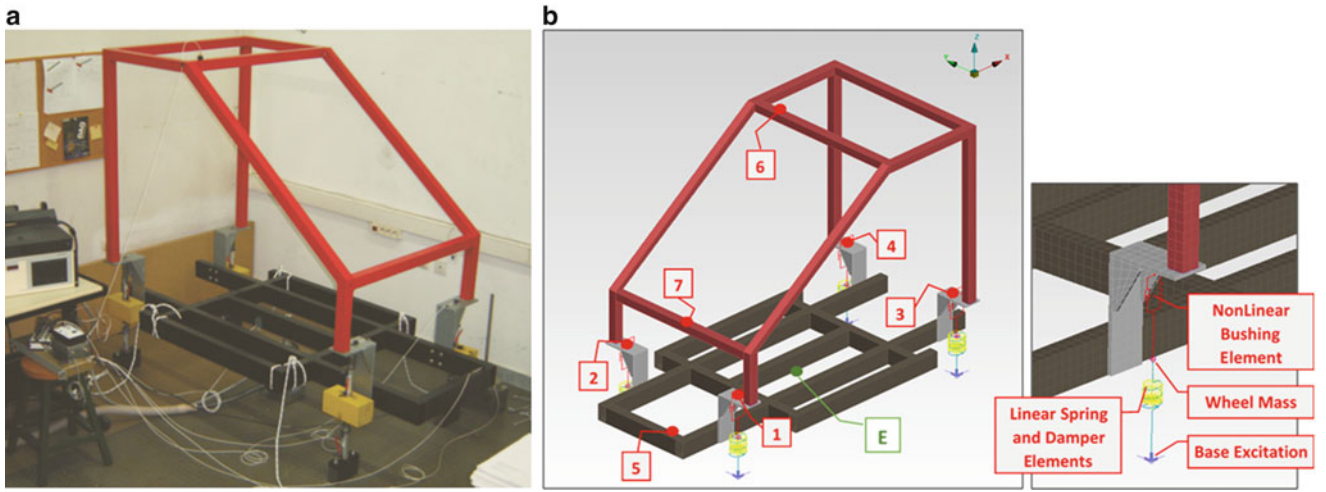 a
b
Z
Y
X
6
4
7
3
2
1
E
5
NonLinear
Bushing
Element
Linear Spring
and Damper
Elements
Wheel Mass
Base Excitation